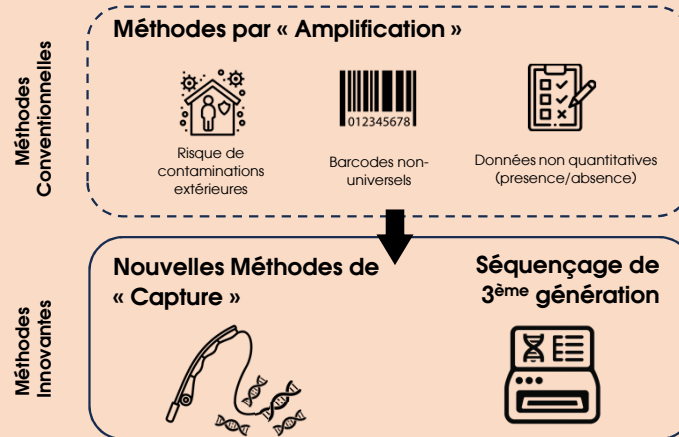 Méthodes
Conventionnelles
Méthodes par « Amplification »
Risque de
contaminations
extérieures
012345678
Barcodes non-
universels
Données non quantitatives
(presence/absence)
Méthodes
Innovantes
Nouvelles Méthodes de
« Capture »
Séquençage de
3ème génération